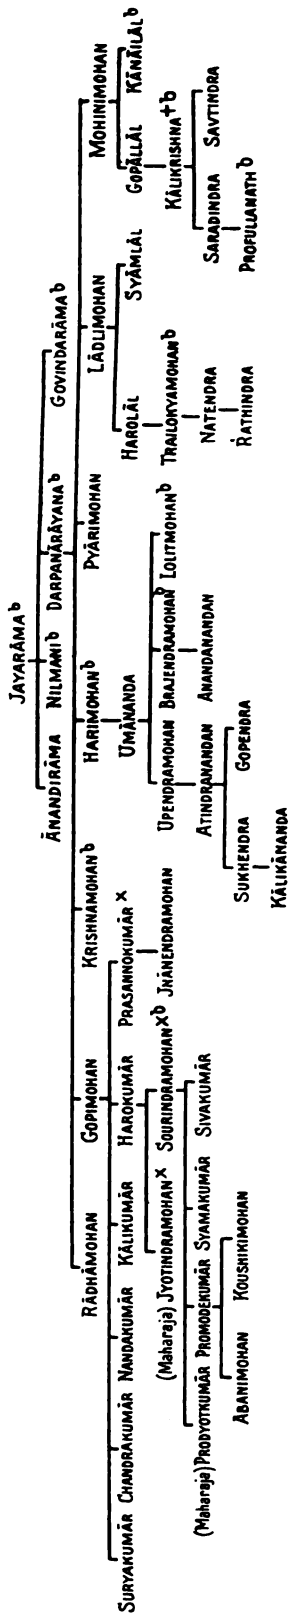 JAYARĀMA b
ĀNANDIRĀMA NILMANI b DARPANĀRĀYANA b GOVINDARĀMA b
RĀDHĀMOHAN GOPIMOHAN KRISHNAMOHAN b HARIMOHAN b PYĀRIMOHAN LĀDLIMOHAN MOHINIMOHAN
SURYAKUMĀR CHANDRAKUMĀR NANDAKUMĀR KĀLIKUMĀR HAROKUMĀR PRASANNOKUMĀR x UMĀNANDA HAROLĀL SYĀMLĀL GOPĀLLĀL KĀNĀILĀL b
(Maharaja) JYOTINDRAMOHAN x SOURINDRAMOHAN x b JNĀNENDRAMOHAN UPENDRAMOHAN BRAJENDRAMOHAN b LOLITMOHAN b TRAILOKYAMOHAN b KĀLIKRISHNA + b
(Maharaja) PRODYOTKUMĀR PROMODEKUMĀR SYAMAKUMĀR SIVAKUMĀR ATINDRANANDAN ANANDANANDAN NATENDRA SARADINDRA SAVTINDRA
ABANIMOHAN KOUSHIKIMOHAN SUKHENDRA GOPENDRA RATHINDRA PROFULLANATH b
KĀLIKĀNANDA